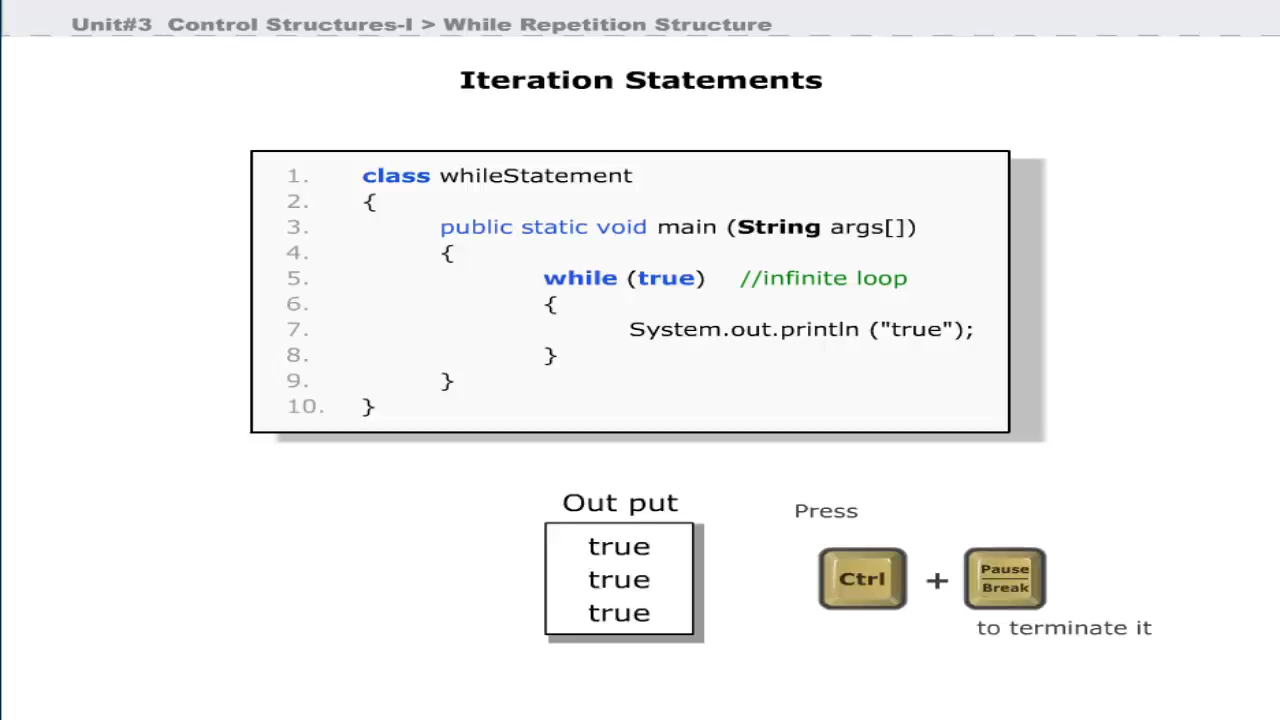 Unit#3 Control Structures-I > While Repetition Structure
Iteration Statements
1. class whileStatement
2. {
3. public static void main (String args[])
4. {
5. while (true) //infinite loop
6. {
7. System.out.println ("true");
8. }
9. }
10. }
Out put
true
true
true
Press
Ctrl + Pause
Break
to terminate it